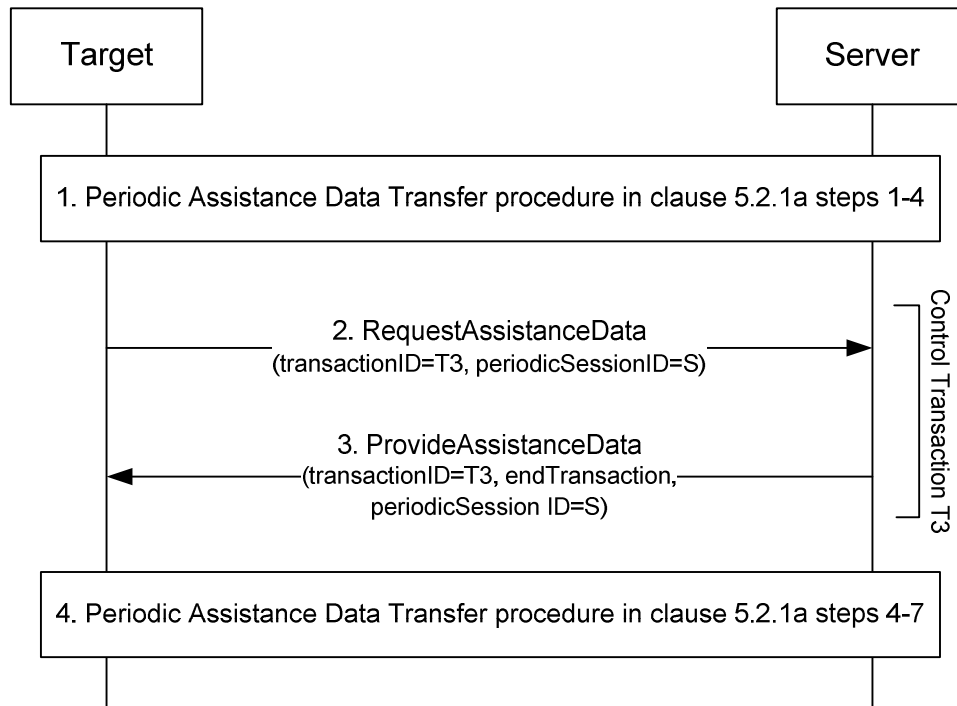 Target
Server
1. Periodic Assistance Data Transfer procedure in clause 5.2.1a steps 1-4
2. RequestAssistanceData
(transactionID=T3, periodicSessionID=S)
3. ProvideAssistanceData
(transactionID=T3, endTransaction,
periodicSession ID=S)
Control Transaction T3
4. Periodic Assistance Data Transfer procedure in clause 5.2.1a steps 4-7